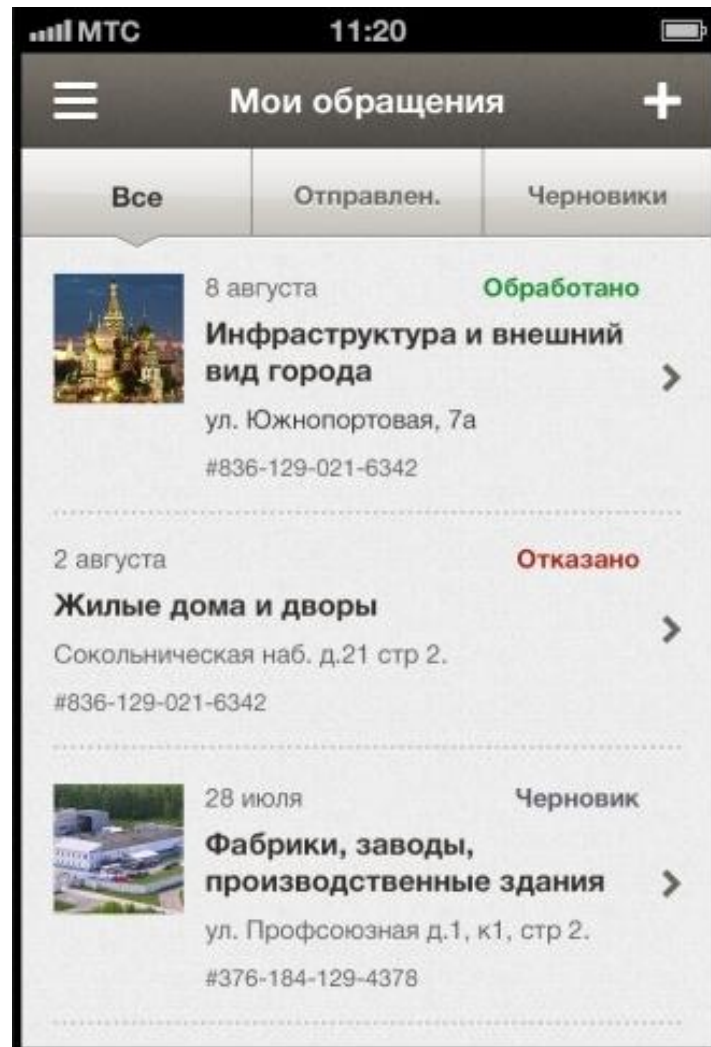 МТС 11:20
Мои обращения
Все Отправлен. Черновики
8 августа Обработано
Инфраструктура и внешний
вид города
ул. Южнопортовая, 7а
#836-129-021-6342
2 августа Отказано
Жилые дома и дворы
Сокольническая наб. д.21 стр 2.
#836-129-021-6342
28 июля Черновик
Фабрики, заводы,
производственные здания
ул. Профсоюзная д.1, к1, стр 2.
#376-184-129-4378